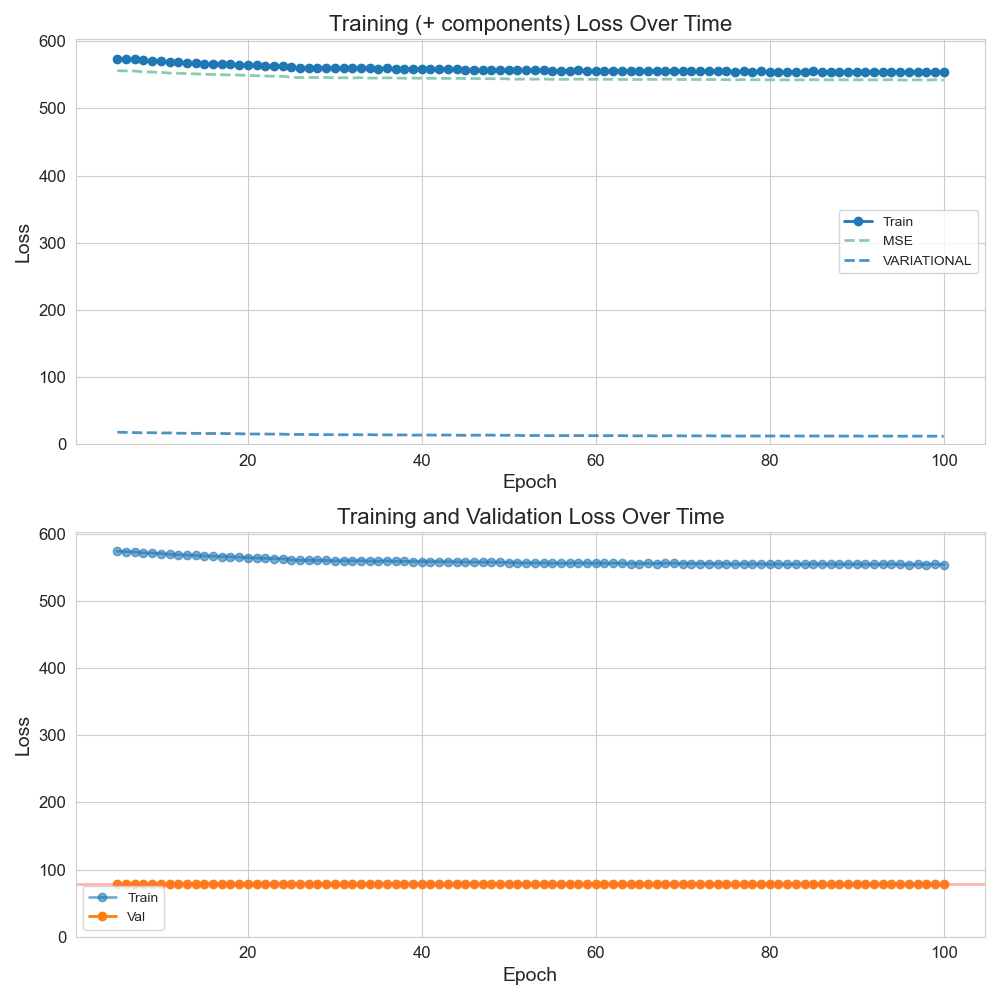 Training (+ components) Loss Over Time
600
500
400
300
200
100
0
Loss
Train
MSE
VARIATIONAL
20 40 60 80 100
Epoch
Training and Validation Loss Over Time
600
500
400
300
200
100
0
Loss
Train
Val
20 40 60 80 100
Epoch